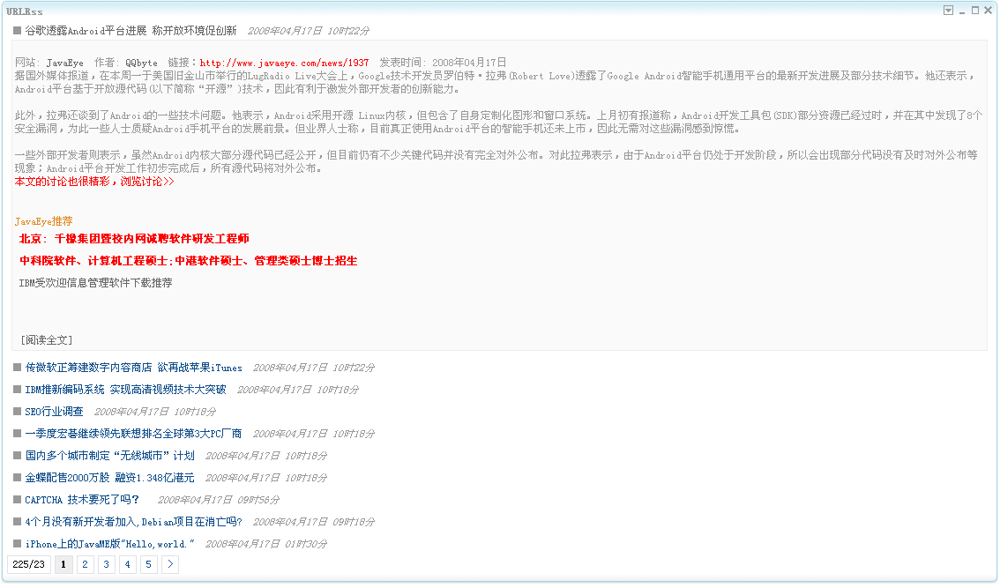 URLRss
谷歌透露Android平台进展 称开放环境促创新 2008年04月17日 10时22分
网站: JavaEye 作者: QQbyte 链接：http://www.javaeye.com/news/1937 发表时间: 2008年04月17日
据国外媒体报道，在本周一于美国旧金山市举行的LugRadio Live大会上，Google技术开发员罗伯特·拉弗(Robert Love)透露了Google Android智能手机通用平台的最新开发进展及部分技术细节。他还表示，
Android平台基于开放源代码(以下简称“开源”)技术，因此有利于激发外部开发者的创新能力。
此外，拉弗还谈到了Android的一些技术问题。他表示，Android采用开源 Linux内核，但包含了自身定制化图形和窗口系统。上月初有报道称，Android开发工具包(SDK)部分资源已经过时，并在其中发现了8个
安全漏洞，为此一些人士质疑Android手机平台的发展前景。但业界人士称，目前真正使用Android平台的智能手机还未上市，因此无需对这些漏洞感到惊慌。
一些外部开发者则表示，虽然Android内核大部分源代码已经公开，但目前仍有不少关键代码并没有完全对外公布。对此拉弗表示，由于Android平台仍处于开发阶段，所以会出现部分代码没有及时对外公布等
现象；Android平台开发工作初步完成后，所有源代码将对外公布。
本文的讨论也很精彩，浏览讨论>>
JavaEye推荐
北京: 千橡集团暨校内网诚聘软件研发工程师
中科院软件、计算机工程硕士;中港软件硕士、管理类硕士博士招生
IBM受欢迎信息管理软件下载推荐
[阅读全文]
传微软正筹建数字内容商店 欲再战苹果iTunes 2008年04月17日 10时22分
IBM推新编码系统 实现高清视频技术大突破 2008年04月17日 10时18分
SEO行业调查 2008年04月17日 10时18分
一季度宏碁继续领先联想排名全球第3大PC厂商 2008年04月17日 10时18分
国内多个城市制定“无线城市”计划 2008年04月17日 10时18分
金蝶配售2000万股 融资1.348亿港元 2008年04月17日 10时18分
CAPTCHA 技术要死了吗? 2008年04月17日 09时56分
4个月没有新开发者加入,Debian项目在消亡吗? 2008年04月17日 09时18分
iPhone上的JavaME版"Hello,world." 2008年04月17日 01时30分
225/23 1 2 3 4 5 >